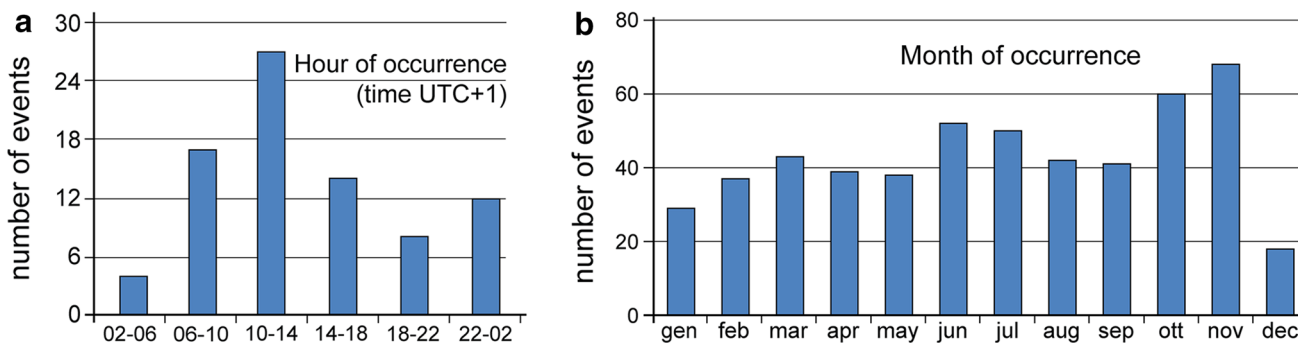 a
number of events
30
24
18
12
6
0
Hour of occurrence
(time UTC+1)
02-06 06-10 10-14 14-18 18-22 22-02
b
number of events
80
60
40
20
0
Month of occurrence
gen feb mar apr may jun jul aug sep ott nov dec